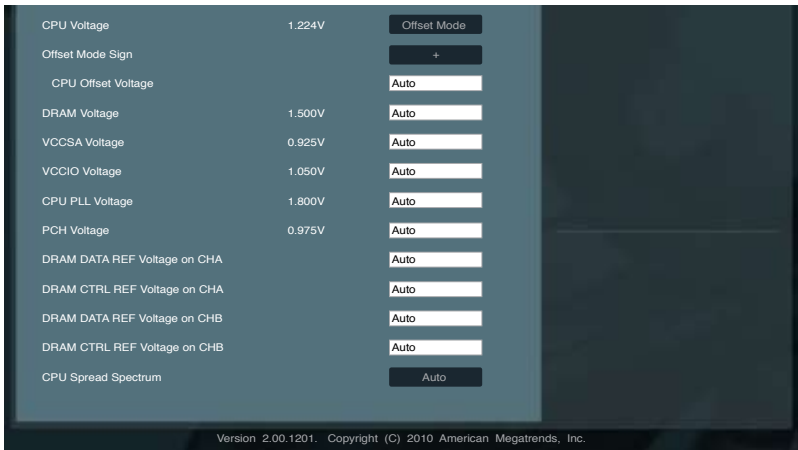 CPU Voltage 1.224V Offset Mode
Offset Mode Sign +
CPU Offset Voltage Auto
DRAM Voltage 1.500V Auto
VCCSA Voltage 0.925V Auto
VCCIO Voltage 1.050V Auto
CPU PLL Voltage 1.800V Auto
PCH Voltage 0.975V Auto
DRAM DATA REF Voltage on CHA Auto
DRAM CTRL REF Voltage on CHA Auto
DRAM DATA REF Voltage on CHB Auto
DRAM CTRL REF Voltage on CHB Auto
CPU Spread Spectrum Auto
Version 2.00.1201. Copyright (C) 2010 American Megatrends, Inc.